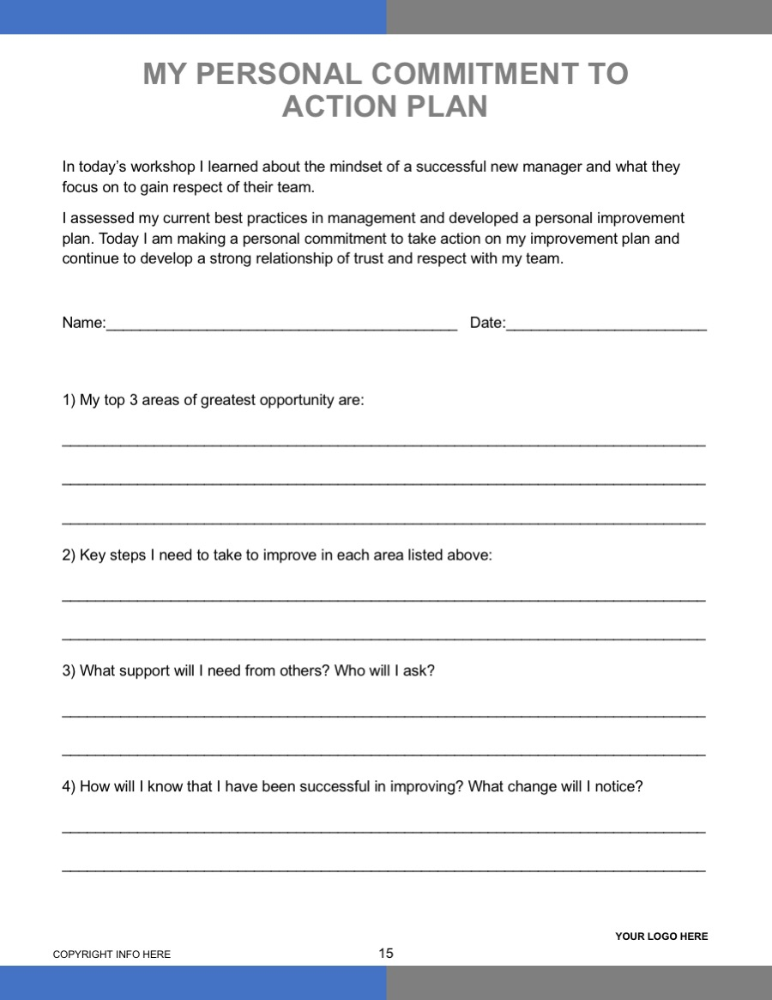 MY PERSONAL COMMITMENT TO
ACTION PLAN
In today’s workshop I learned about the mindset of a successful new manager and what they
focus on to gain respect of their team.
I assessed my current best practices in management and developed a personal improvement
plan. Today I am making a personal commitment to take action on my improvement plan and
continue to develop a strong relationship of trust and respect with my team.
Name:__________________________________________ Date:________________________
1) My top 3 areas of greatest opportunity are:
2) Key steps I need to take to improve in each area listed above:
3) What support will I need from others? Who will I ask?
4) How will I know that I have been successful in improving? What change will I notice?
YOUR LOGO HERE
COPYRIGHT INFO HERE 15